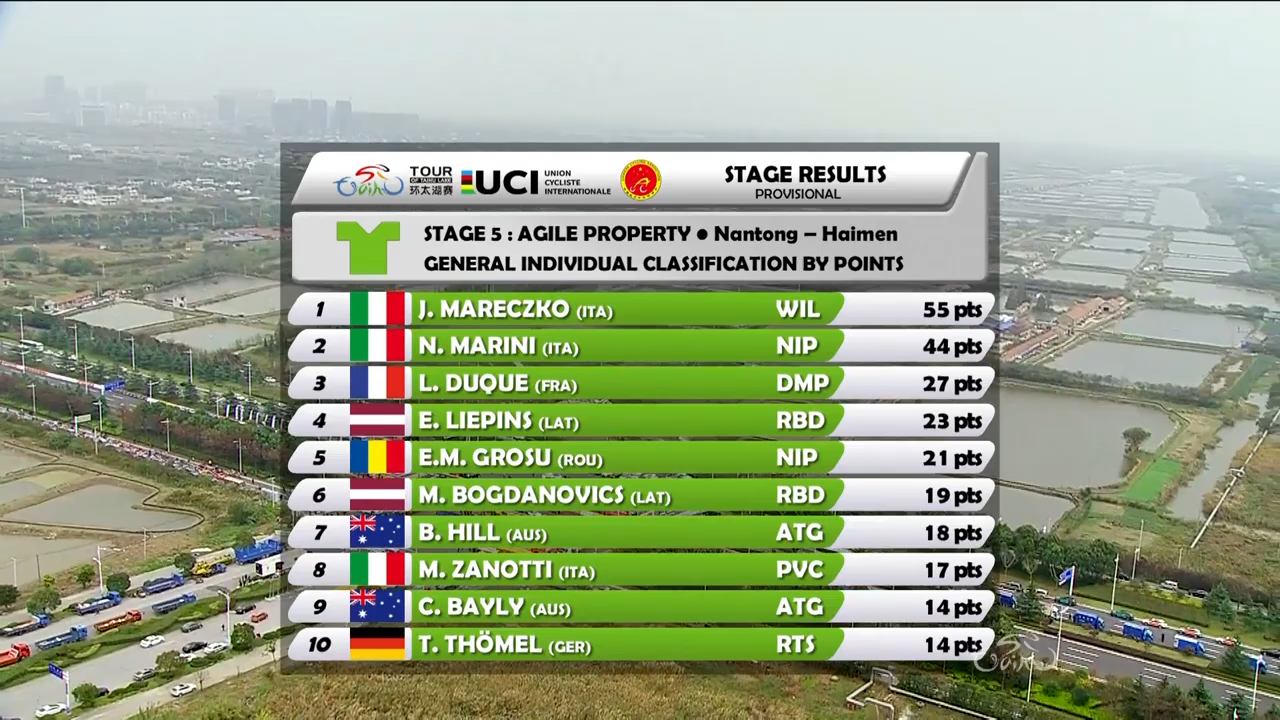 TOUR
OF TAIHU LAKE
环太湖赛
UCI
UNION
CYCLISTE
INTERNATIONALE
STAGE RESULTS
PROVISIONAL
STAGE 5 : AGILE PROPERTY ● Nantong – Haimen
GENERAL INDIVIDUAL CLASSIFICATION BY POINTS
1 J. MARECZKO (ITA) WIL 55 pts
2 N. MARINI (ITA) NIP 44 pts
3 L. DUQUE (FRA) DMP 27 pts
4 E. LIEPINS (LAT) RBD 23 pts
5 E.M. GROSU (ROU) NIP 21 pts
6 M. BOGDANOVICS (LAT) RBD 19 pts
7 B. HILL (AUS) ATG 18 pts
8 M. ZANOTTI (ITA) PVC 17 pts
9 C. BAYLY (AUS) ATG 14 pts
10 T. THÖMEL (GER) RTS 14 pts